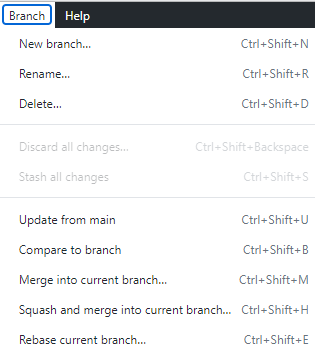 Branch Help
New branch... Ctrl+Shift+N
Rename... Ctrl+Shift+R
Delete... Ctrl+Shift+D
Discard all changes... Ctrl+Shift+Backspace
Stash all changes Ctrl+Shift+S
Update from main Ctrl+Shift+U
Compare to branch Ctrl+Shift+B
Merge into current branch... Ctrl+Shift+M
Squash and merge into current branch... Ctrl+Shift+H
Rebase current branch... Ctrl+Shift+E